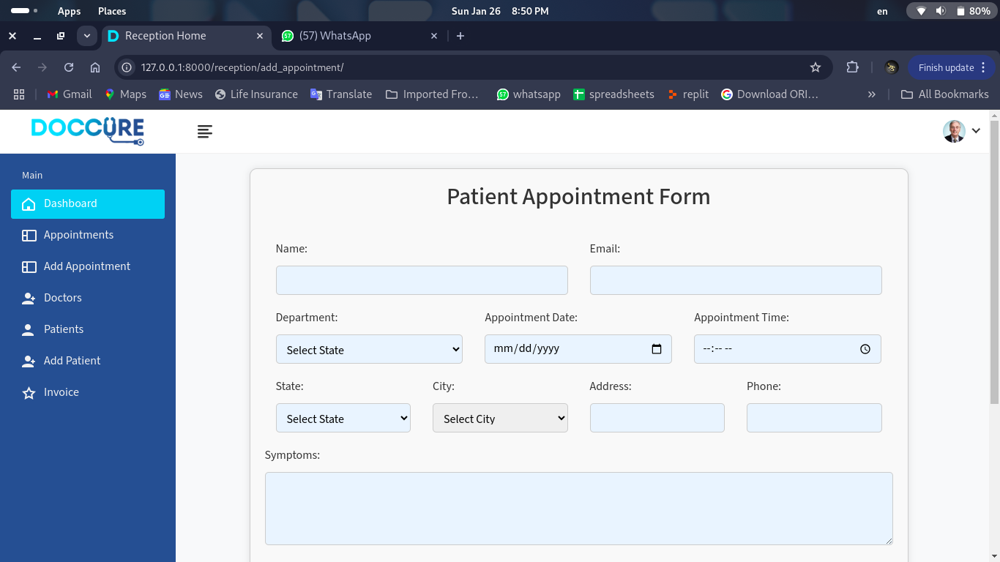 Apps Places Sun Jan 26 8:50 PM en 80%
Reception Home 57 (57) WhatsApp
127.0.0.1:8000/reception/add_appointment/ Finish update
Gmail Maps News Life Insurance Translate Imported Fro... 57 whatsapp spreadsheets replit Download ORI... All Bookmarks
DOCCURE
Main
Dashboard
Appointments
Add Appointment
Doctors
Patients
Add Patient
Invoice
Patient Appointment Form
Name: Email:
Department: Appointment Date: Appointment Time:
Select State mm/dd/yyyy --:-- --
State: City: Address: Phone:
Select State Select City
Symptoms: